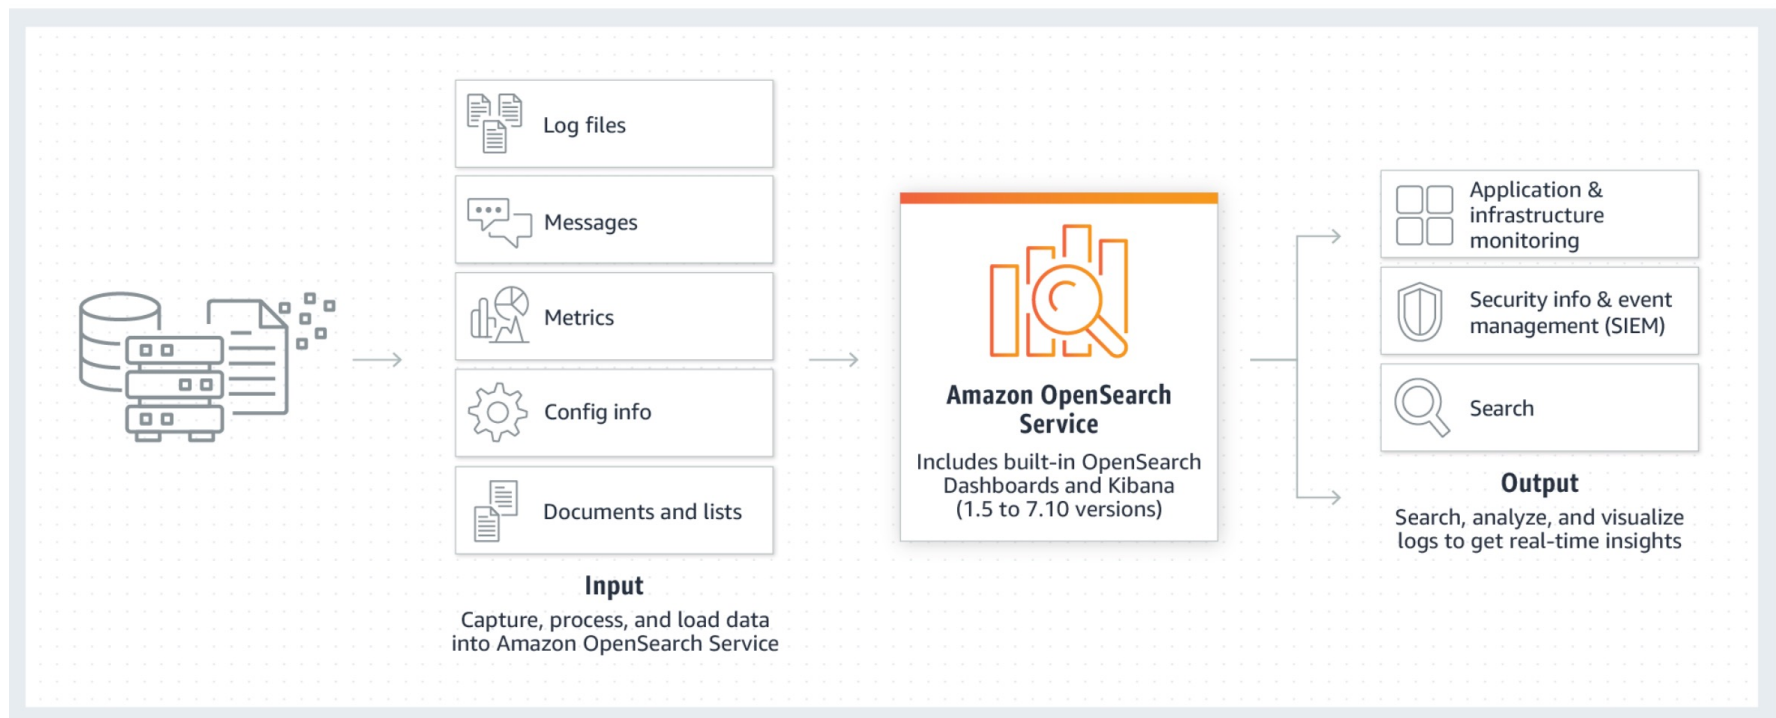 Log files
Messages
Metrics
Config info
Documents and lists
Input
Capture, process, and load data
into Amazon OpenSearch Service
Amazon OpenSearch
Service
Includes built-in OpenSearch
Dashboards and Kibana
(1.5 to 7.10 versions)
Application &
infrastructure
monitoring
Security info & event
management (SIEM)
Search
Output
Search, analyze, and visualize
logs to get real-time insights